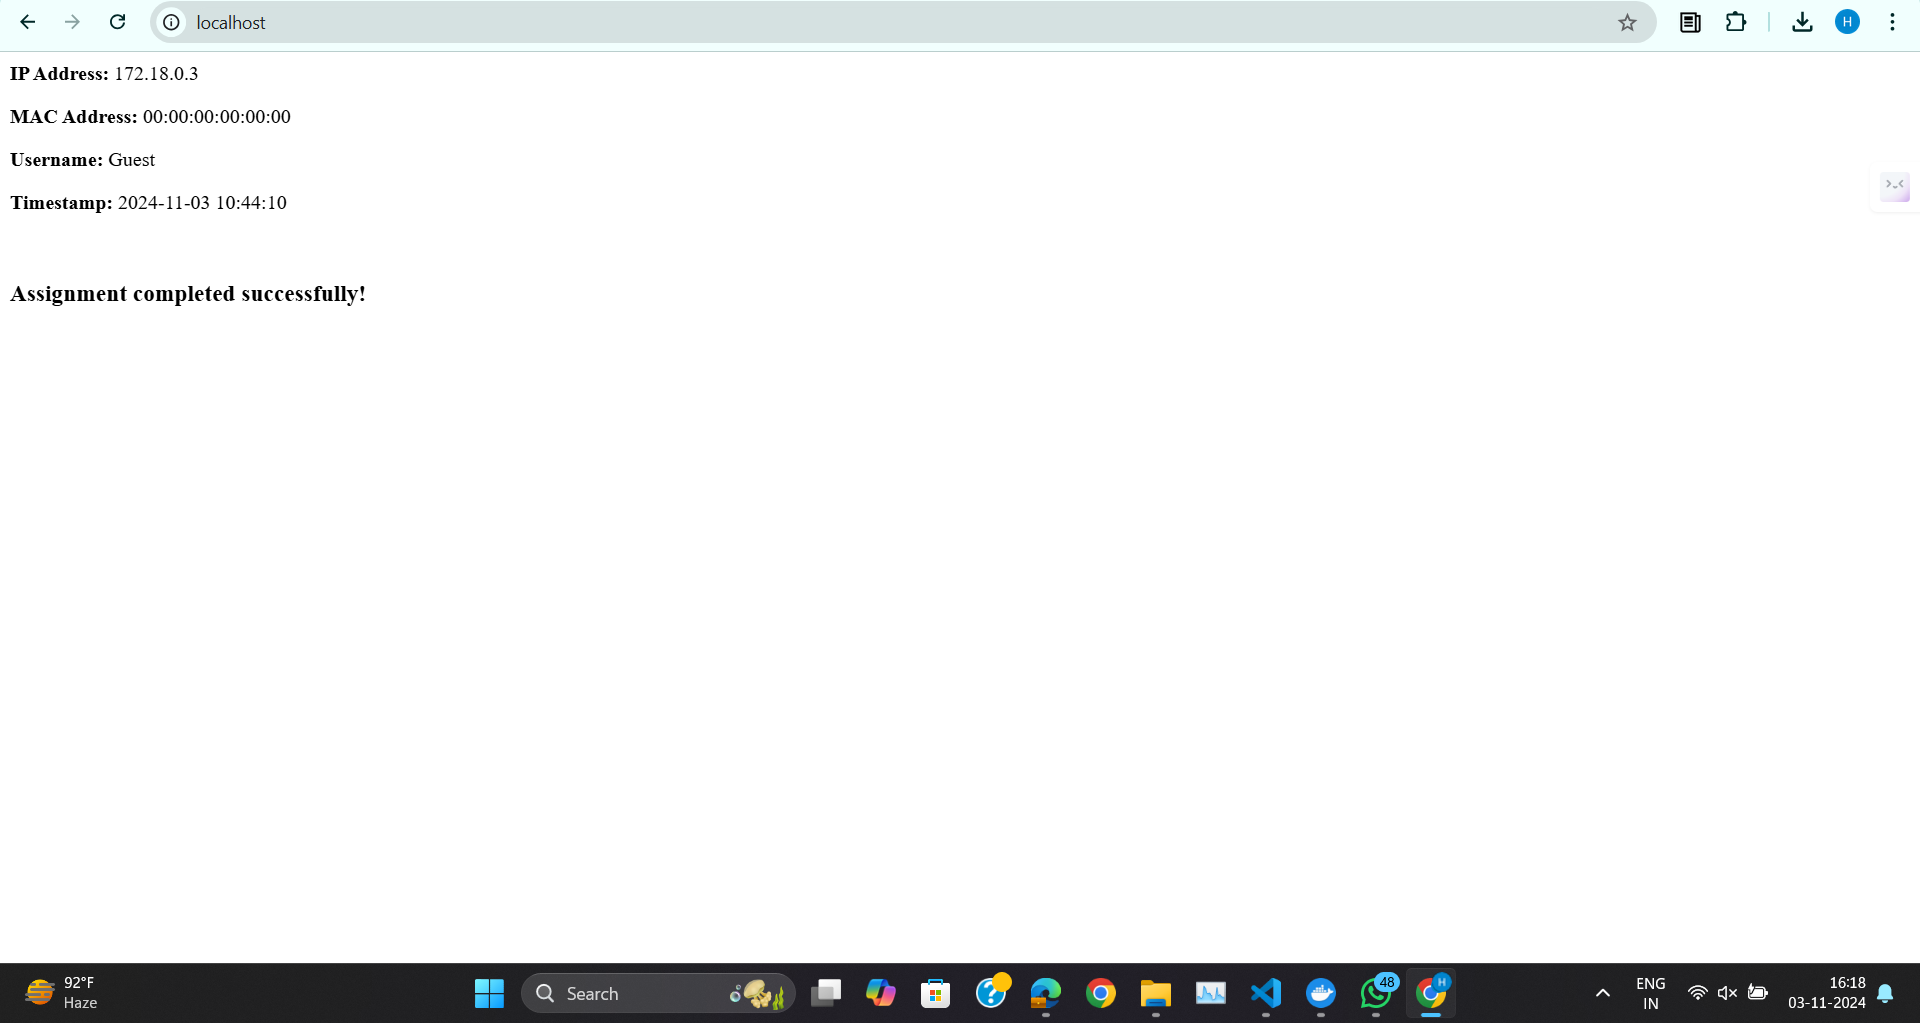 localhost
H
IP Address: 172.18.0.3
MAC Address: 00:00:00:00:00:00
Username: Guest
Timestamp: 2024-11-03 10:44:10
Assignment completed successfully!
92°F
Haze
Search
48
H
ENG
IN
16:18
03-11-2024